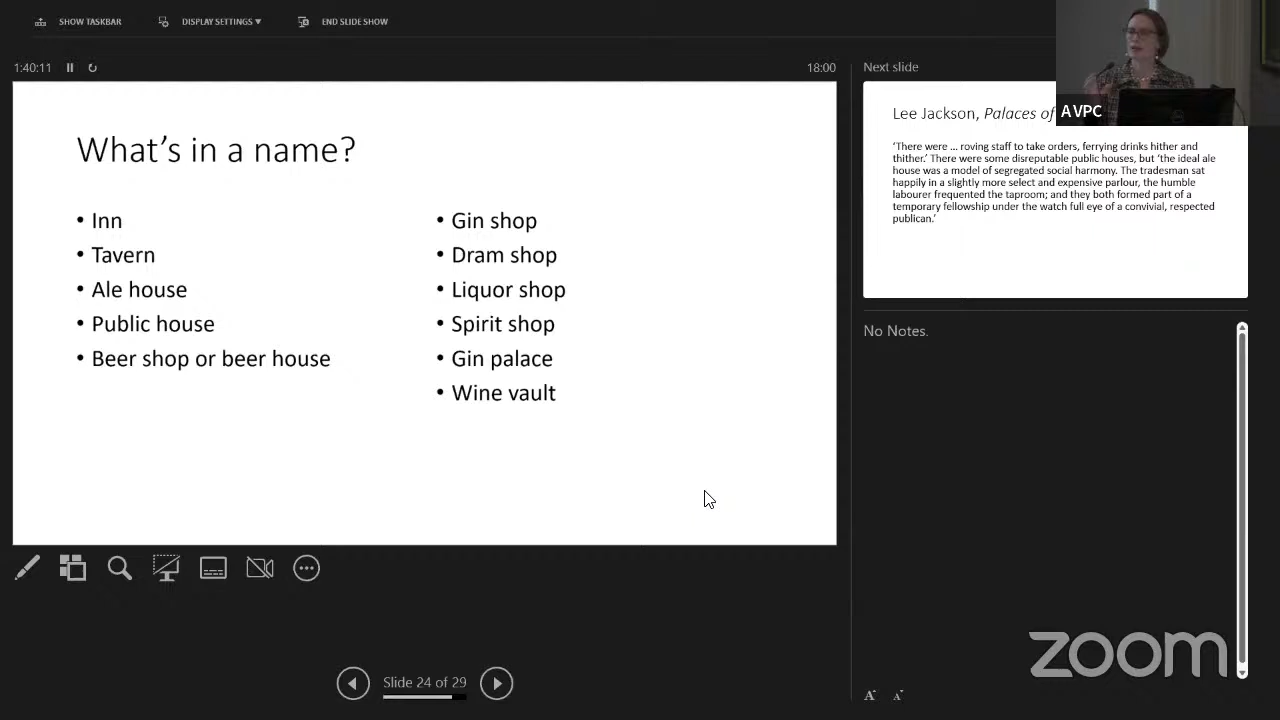 SHOW TASKBAR
DISPLAY SETTINGS
END SLIDE SHOW
1:40:11
18:00
What's in a name?
• Inn
• Tavern
• Ale house
• Public house
• Beer shop or beer house
• Gin shop
• Dram shop
• Liquor shop
• Spirit shop
• Gin palace
• Wine vault
Slide 24 of 29
Next slide
AVPC
Lee Jackson, Palaces of
‘There were … roving staff to take orders, ferrying drinks hither and
thither.’ There were some disreputable public houses, but ‘the ideal ale
house was a model of segregated social harmony. The tradesman sat
happily in a slightly more select and expensive parlour, the humble
labourer frequented the taproom; and they both formed part of a
temporary fellowship under the watch full eye of a convivial, respected
publican.’
No Notes.
zoom
A A